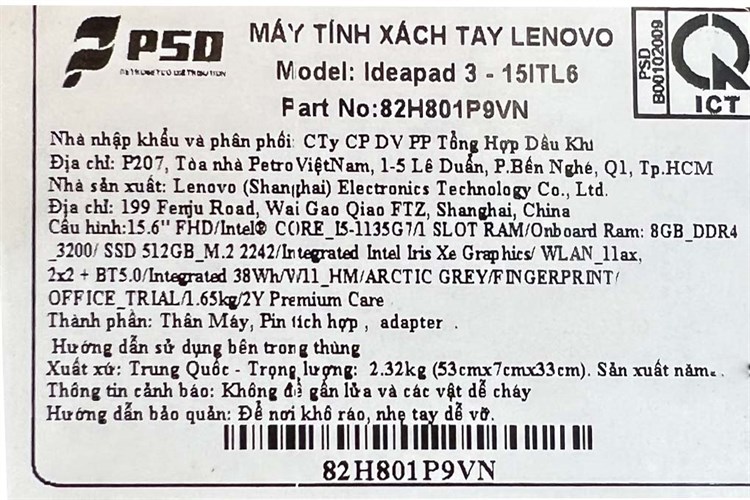 PSD
PETROSETCO DISTRIBUTION
MÁY TÍNH XÁCH TAY LENOVO
Model: Ideapad 3 - 15ITL6
Part No:82H801P9VN
PSD
B00102009
ICT
Nhà nhập khẩu và phân phối: CTy CP DV PP Tổng Hợp Dầu Khí
Địa chỉ: P207, Tòa nhà PetroViệtNam, 1-5 Lê Duẩn, P.Bến Nghé, Q1, Tp.HCM
Nhà sản xuất: Lenovo (Shanghai) Electronics Technology Co., Ltd.
Địa chỉ: 199 Fenju Road, Wai Gao Qiao FTZ, Shanghai, China
Cấu hình:15.6" FHD/Intel® CORE_I5-1135G7/1 SLOT RAM/Onboard Ram: 8GB_DDR4
_3200/ SSD 512GB_M.2 2242/Integrated Intel Iris Xe Graphics/ WLAN_11ax,
2x2 + BT5.0/Integrated 38Wh/W11_HM/ARCTIC GREY/FINGERPRINT/
OFFICE_TRIAL/1.65kg/2Y Premium Care
Thành phần: Thân Máy, Pin tích hợp , adapter .
Hướng dẫn sử dụng bên trong thùng
Xuất xứ: Trung Quốc - Trọng lượng: 2.32kg (53cmx7cmx33cm). Sản xuất năm..
Thông tin cảnh báo: Không để gần lửa và các vật dễ cháy
Hướng dẫn bảo quản: Để nơi khô ráo, nhẹ tay dễ vỡ.
82H801P9VN